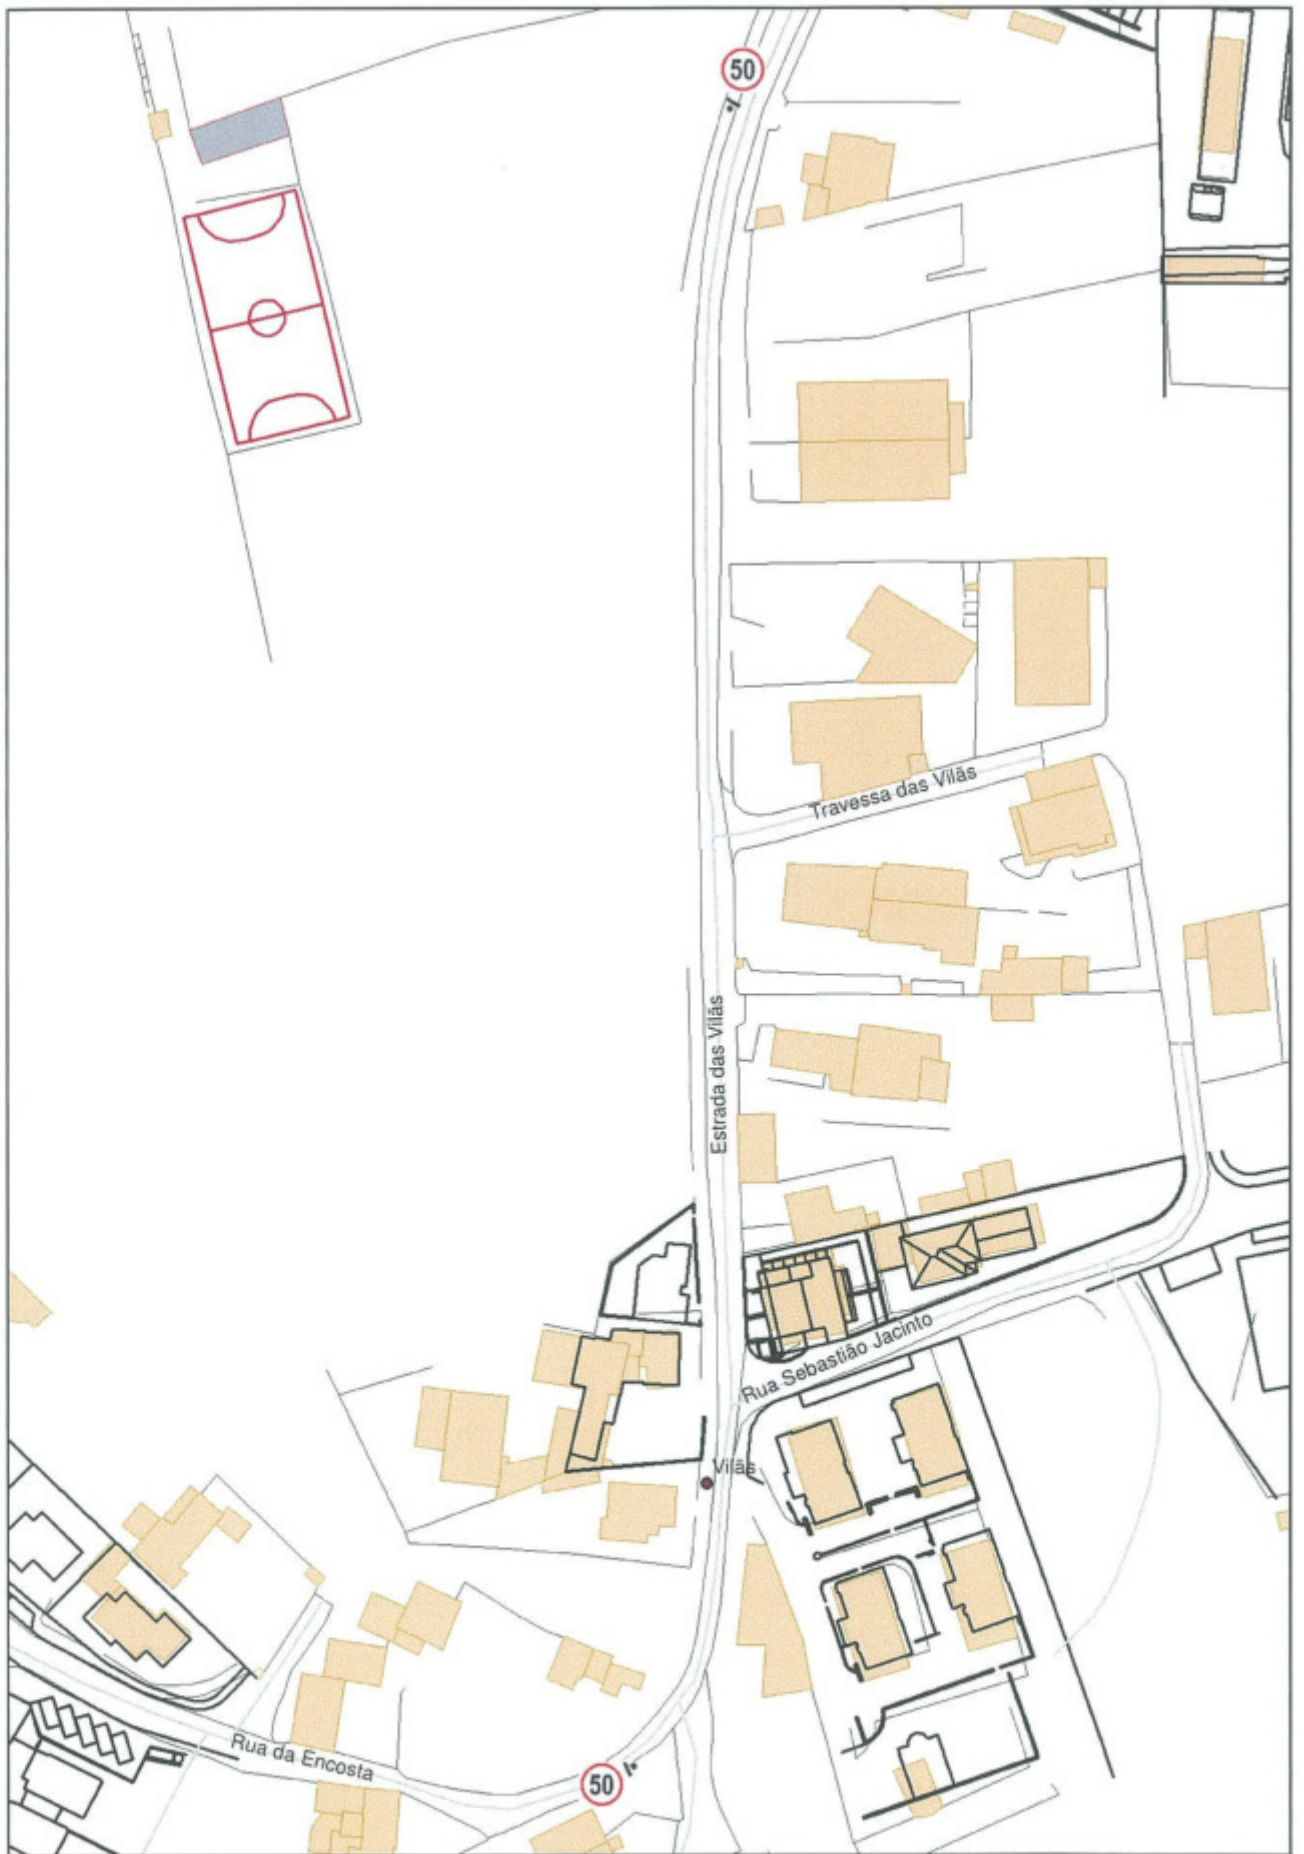 50
Travessa das Vilãs
Estrada das Vilãs
Rua Sebastião Jacinto
Vilãs
Rua da Encosta
50